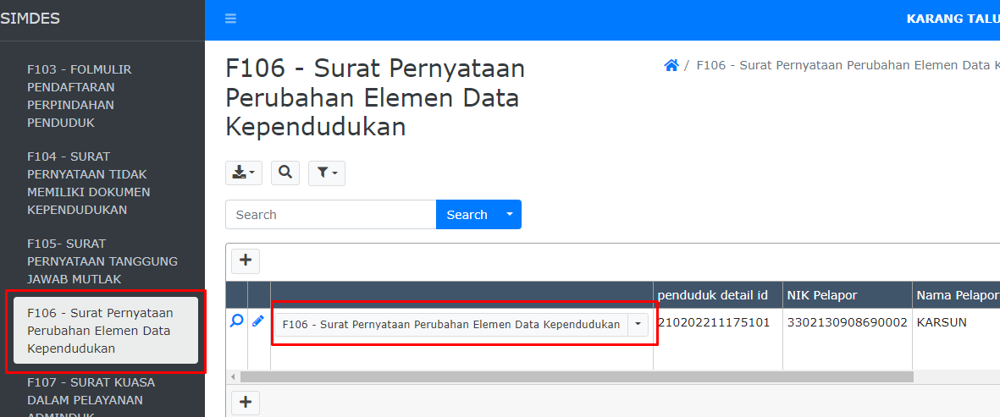 SIMDES
KARANG TALU
F103 - FOLMULIR
PENDAFTARAN
PERPINDAHAN
PENDUDUK
F104 - SURAT
PERNYATAAN TIDAK
MEMILIKI DOKUMEN
KEPENDUDUKAN
F105- SURAT
PERNYATAAN TANGGUNG
JAWAB MUTLAK
F106 - Surat Pernyataan
Perubahan Elemen Data
Kependudukan
F107 - SURAT KUASA
DALAM PELAYANAN
ADMINDUK
F106 - Surat Pernyataan
Perubahan Elemen Data
Kependudukan
/ F106 - Surat Pernyataan Perubahan Elemen Data K
Search
Search
penduduk detail id
NIK Pelapor
Nama Pelapor
F106 - Surat Pernyataan Perubahan Elemen Data Kependudukan
210202211175101
3302130908690002
KARSUN